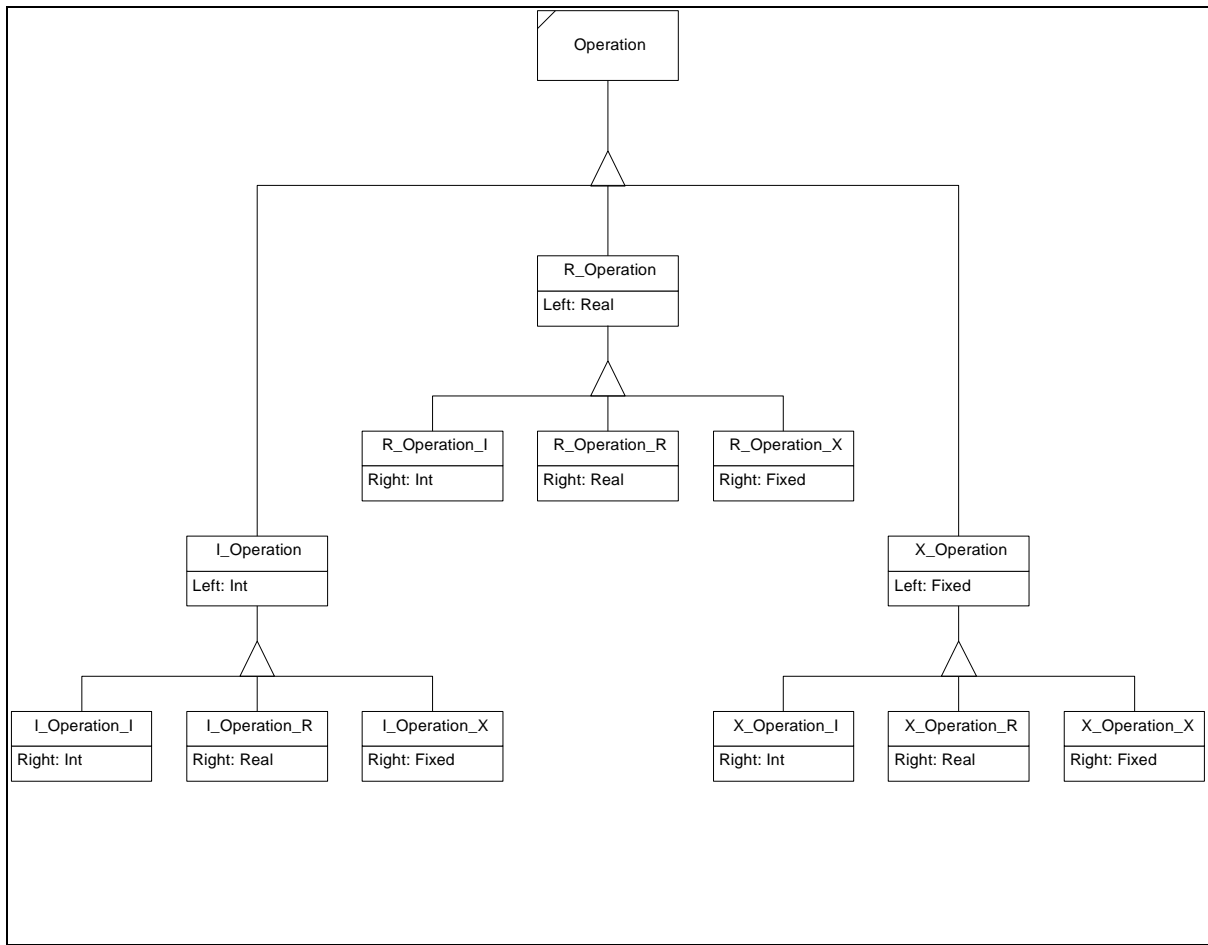 Operation
R_Operation
Left: Real
R_Operation_I
Right: Int
R_Operation_R
Right: Real
R_Operation_X
Right: Fixed
I_Operation
Left: Int
X_Operation
Left: Fixed
I_Operation_I
Right: Int
I_Operation_R
Right: Real
I_Operation_X
Right: Fixed
X_Operation_I
Right: Int
X_Operation_R
Right: Real
X_Operation_X
Right: Fixed